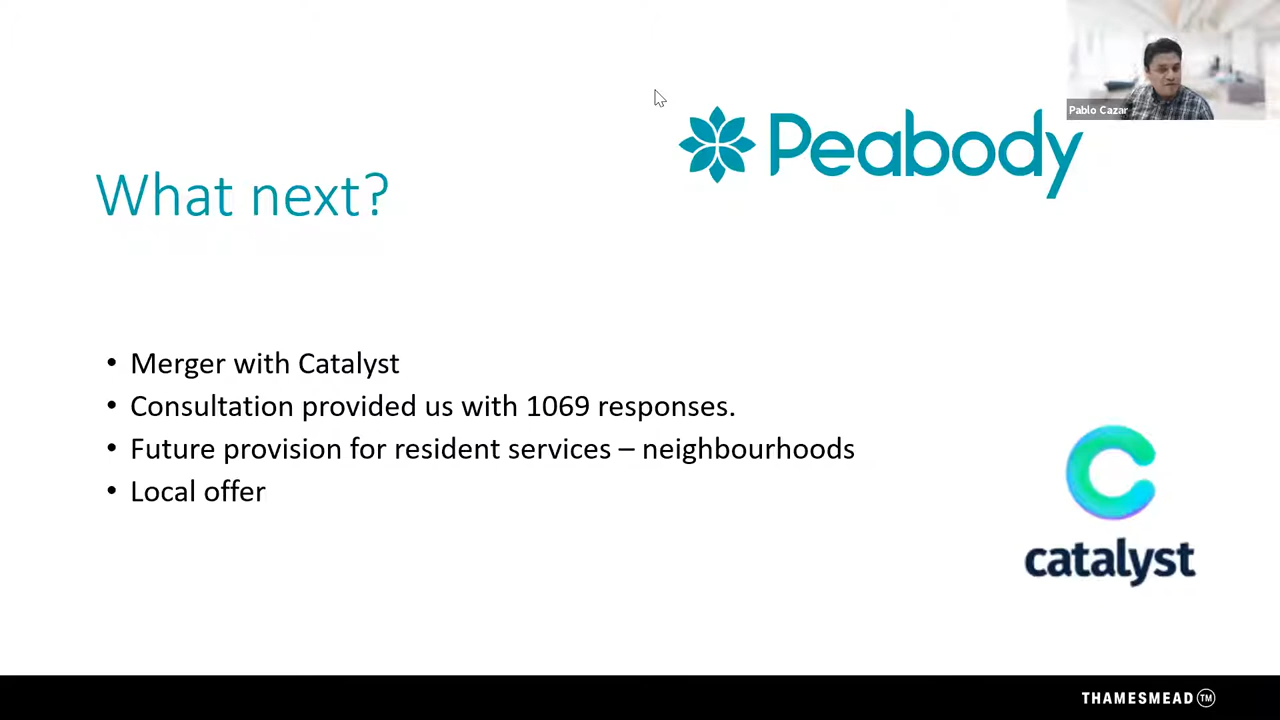 Pablo Cazar
Peabody
What next?
• Merger with Catalyst
• Consultation provided us with 1069 responses.
• Future provision for resident services – neighbourhoods
• Local offer
catalyst
THAMESMEAD TM